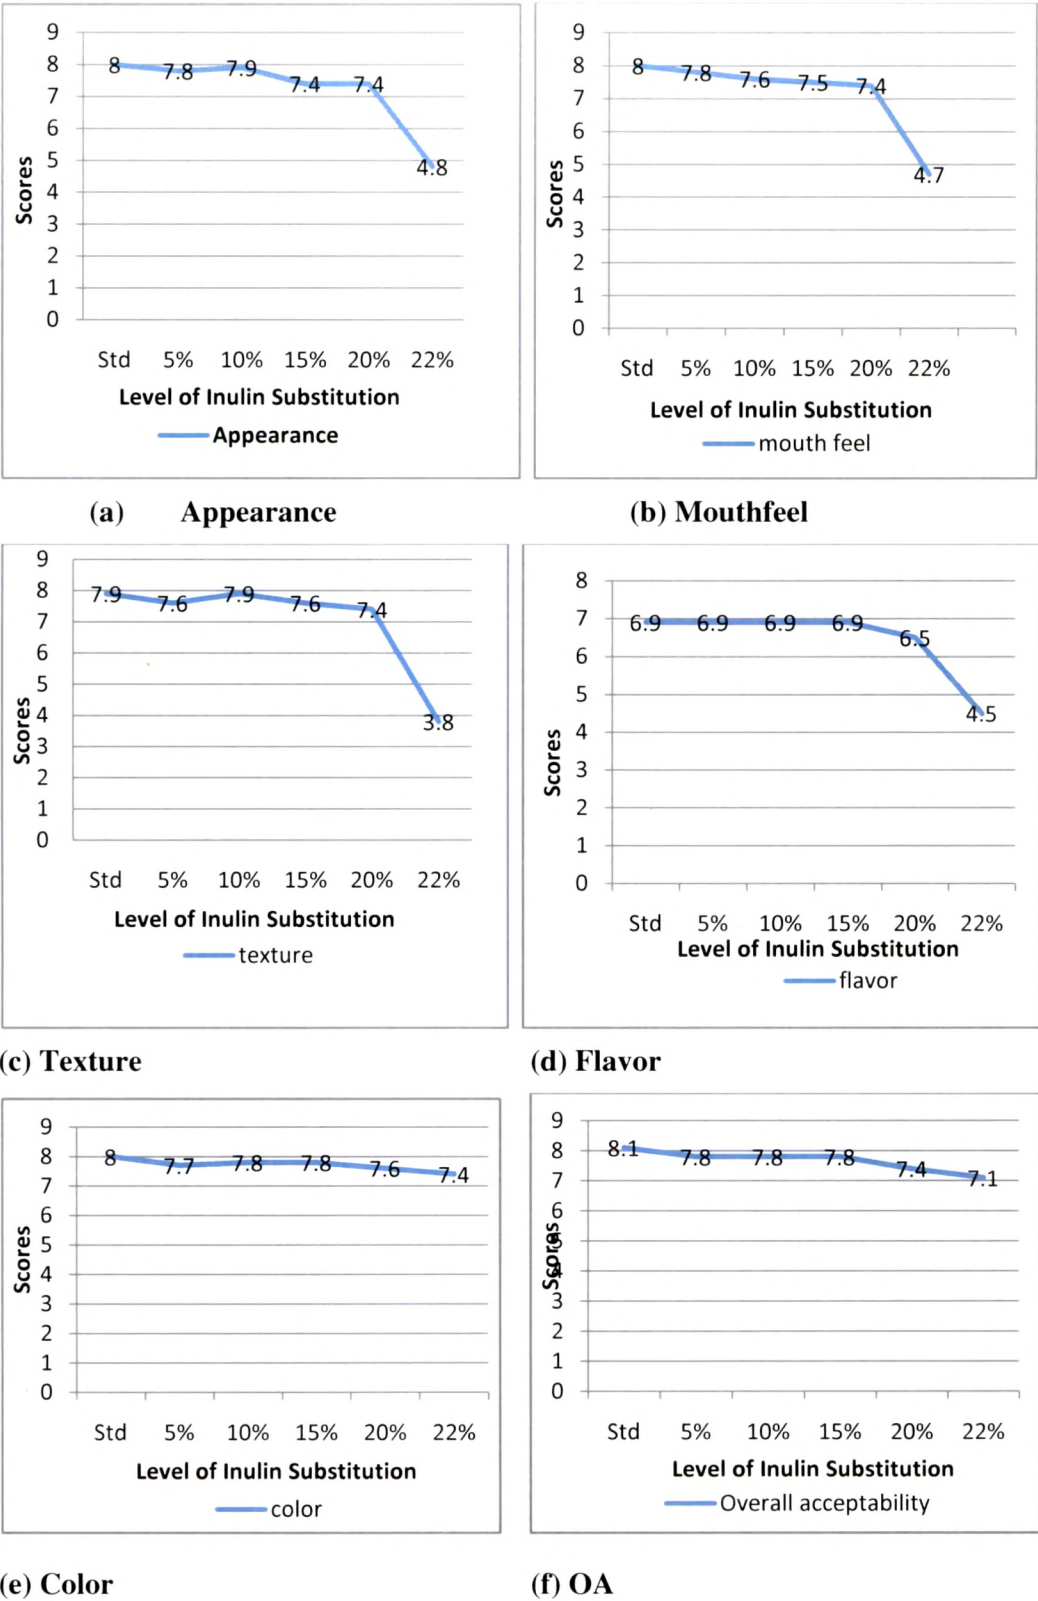 9
8
7
6
5
4
3
2
1
0
Scores
8 7.8 7.9 7.4 7.4 4.8
Std 5% 10% 15% 20% 22%
Level of Inulin Substitution
Appearance
9
8
7
6
5
4
3
2
1
0
Scores
8 7.8 7.6 7.5 7.4 4.7
Std 5% 10% 15% 20% 22%
Level of Inulin Substitution
mouth feel
(a) Appearance
(b) Mouthfeel
9
8
7
6
5
4
3
2
1
0
Scores
7.9 7.6 7.9 7.6 7.4 3.8
Std 5% 10% 15% 20% 22%
Level of Inulin Substitution
texture
8
7
6
5
4
3
2
1
0
Scores
6.9 6.9 6.9 6.9 6.5 4.5
Std 5% 10% 15% 20% 22%
Level of Inulin Substitution
flavor
(c) Texture
(d) Flavor
9
8
7
6
5
4
3
2
1
0
Scores
8 7.7 7.8 7.8 7.6 7.4
Std 5% 10% 15% 20% 22%
Level of Inulin Substitution
color
9
8
7
6
5
4
3
2
1
0
Scores
8.1 7.8 7.8 7.8 7.4 7.1
Std 5% 10% 15% 20% 22%
Level of Inulin Substitution
Overall acceptability
(e) Color
(f) OA